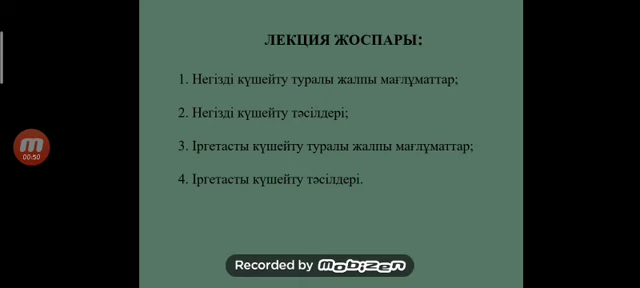 ЛЕКЦИЯ ЖОСПАРЫ:
1. Негізді күшейту туралы жалпы мағлұматтар;
2. Негізді күшейту тәсілдері;
3. Іргетасты күшейту туралы жалпы мағлұматтар;
4. Іргетасты күшейту тәсілдері.
00:50
Recorded by mobizen